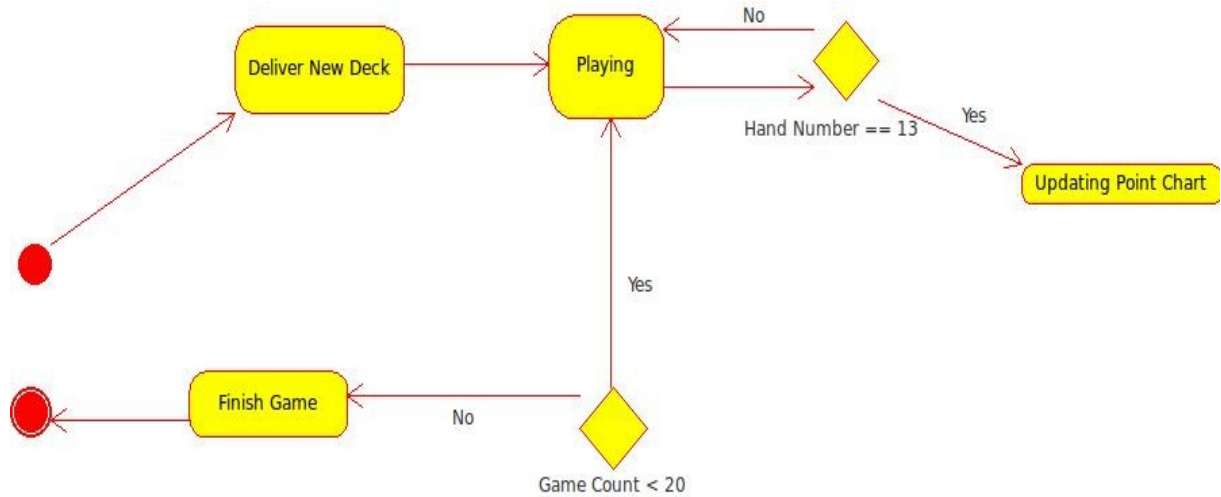 No
Deliver New Deck
Playing
Hand Number == 13
Yes
Updating Point Chart
Yes
Finish Game
No
Game Count < 20